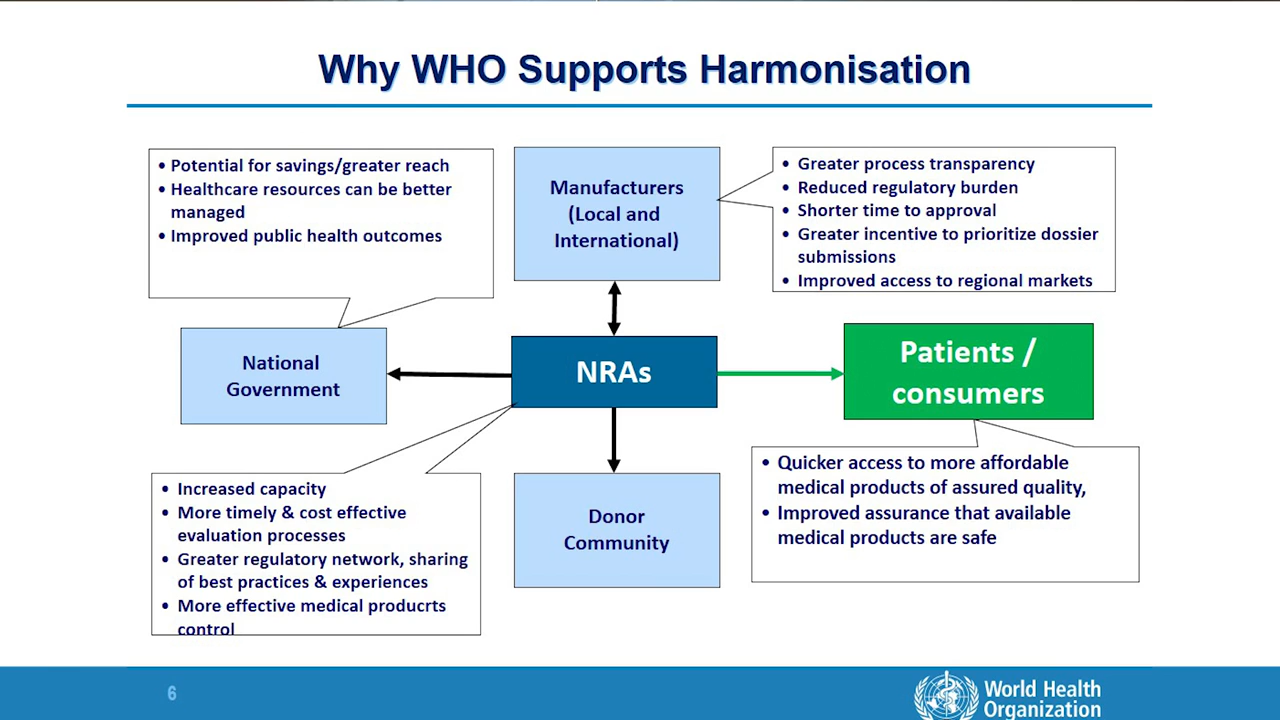 Why WHO Supports Harmonisation
• Potential for savings/greater reach
• Healthcare resources can be better
managed
• Improved public health outcomes
Manufacturers
(Local and
International)
• Greater process transparency
• Reduced regulatory burden
• Shorter time to approval
• Greater incentive to prioritize dossier
submissions
• Improved access to regional markets
National
Government
NRAs
Patients /
consumers
• Increased capacity
• More timely & cost effective
evaluation processes
• Greater regulatory network, sharing
of best practices & experiences
• More effective medical producrts
control
Donor
Community
• Quicker access to more affordable
medical products of assured quality,
• Improved assurance that available
medical products are safe
6
World Health
Organization